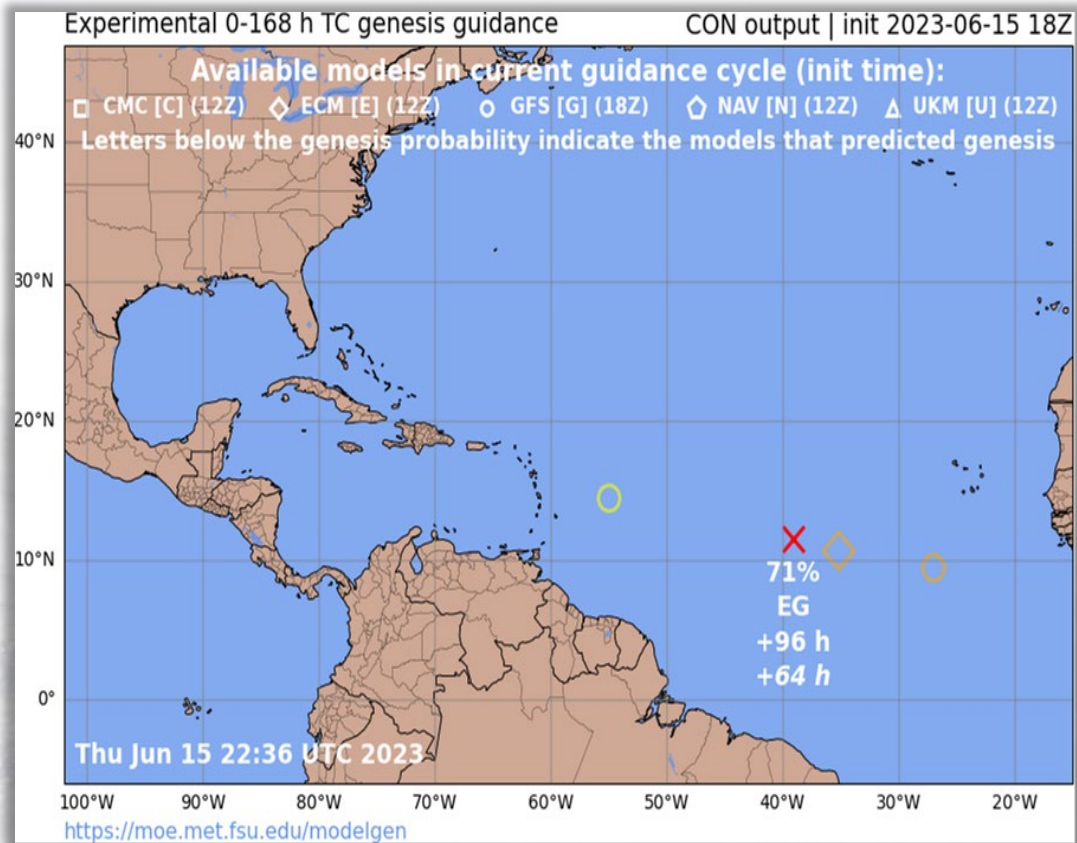 Experimental 0-168 h TC genesis guidance
CON output | init 2023-06-15 18Z
Available models in current guidance cycle (init time):
CMC [C] (12Z) ECM [E] (12Z) GFS [G] (18Z) NAV [N] (12Z) UKM [U] (12Z)
Letters below the genesis probability indicate the models that predicted genesis
40°N
30°N
20°N
10°N
0°
71%
EG
+96 h
+64 h
Thu Jun 15 22:36 UTC 2023
100°W 90°W 80°W 70°W 60°W 50°W 40°W 30°W 20°W
https://moe.met.fsu.edu/modelgen